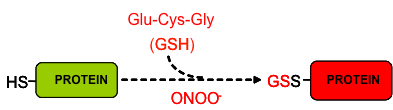 Glu-Cys-Gly
(GSH)
HS PROTEIN GSS PROTEIN
ONOO-